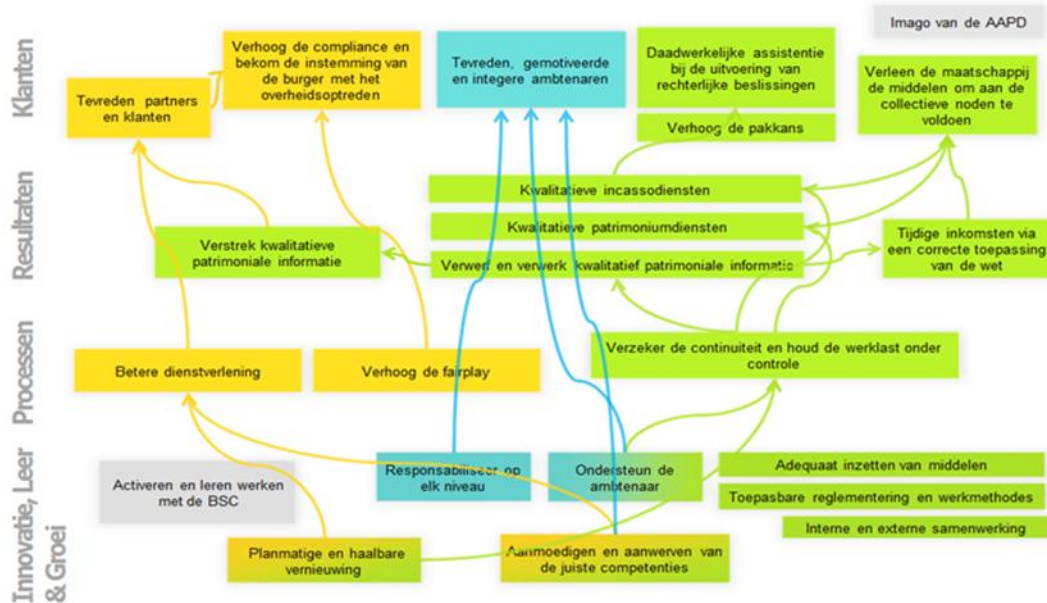 Klanten
Imago van de AAPD
Verhoog de compliance en
bekom de instemming van
de burger met het
overheidsoptreden
Tevreden, gemotiveerde
en integere ambtenaren
Daadwerkelijke assistentie
bij de uitvoering van
rechterlijke beslissingen
Verleen de maatschappij
de middelen om aan de
collectieve noden te
voldoen
Tevreden partners
en klanten
Verhoog de pakkans
Resultaten
Kwalitatieve incassodiensten
Kwalitatieve patrimoniumdiensten
Verstrek kwalitatieve
patrimoniale informatie
Verwerf en verwerk kwalitatief patrimoniale informatie
Tijdige inkomsten via
een correcte toepassing
van de wet
Processen
Betere dienstverlening
Verhoog de fairplay
Verzeker de continuiteit en houd de werklast onder
controle
Innovatie, Leer
& Groei
Activeren en leren werken
met de BSC
Responsabiliseer op
elk niveau
Ondersteun de
ambtenaar
Adequaat inzetten van middelen
Toepasbare reglementering en werkmethodes
Interne en externe samenwerking
Planmatige en haalbare
vernieuwing
Aanmoedigen en aanwerven van
de juiste competenties